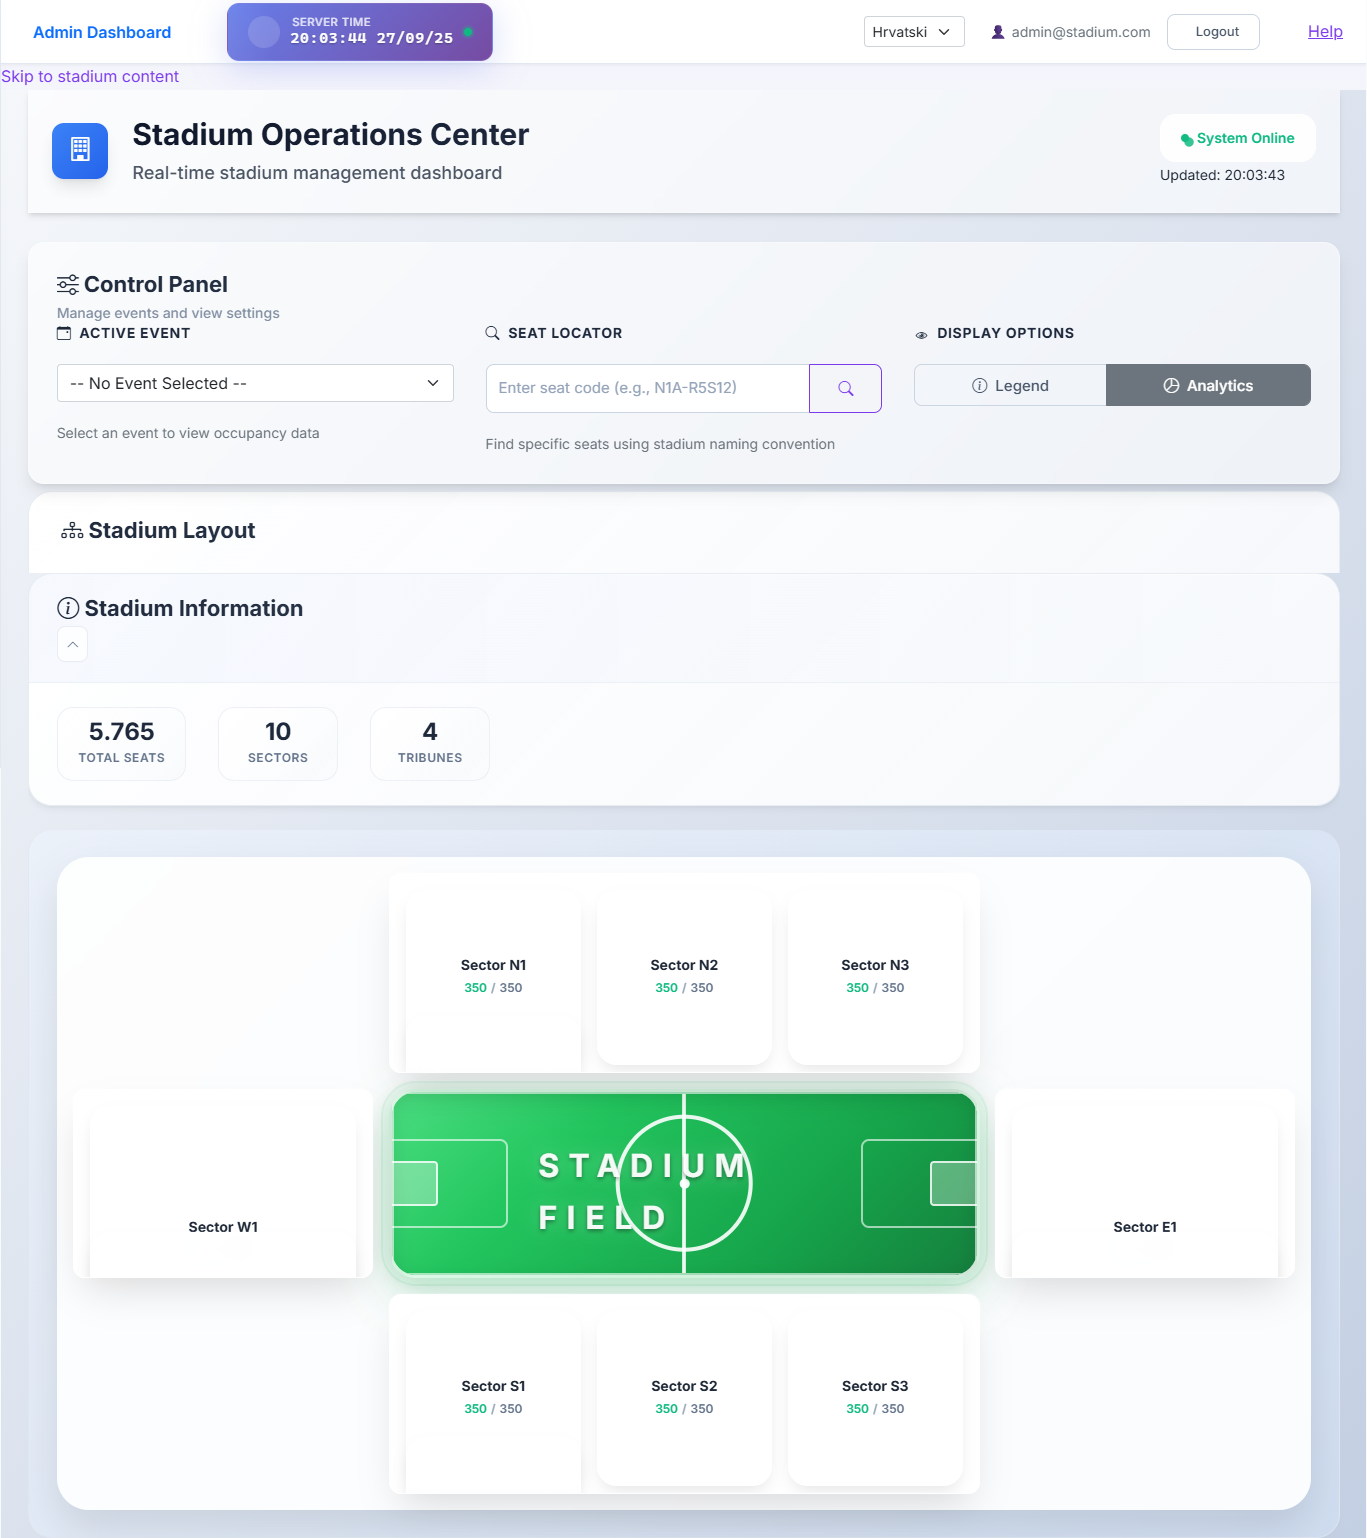 Admin Dashboard
SERVER TIME
20:03:44 27/09/25
Hrvatski
admin@stadium.com
Logout
Help
Skip to stadium content
Stadium Operations Center
Real-time stadium management dashboard
System Online
Updated: 20:03:43
Control Panel
Manage events and view settings
ACTIVE EVENT
-- No Event Selected --
Select an event to view occupancy data
SEAT LOCATOR
Enter seat code (e.g., N1A-R5S12)
Find specific seats using stadium naming convention
DISPLAY OPTIONS
Legend
Analytics
Stadium Layout
Stadium Information
5.765
TOTAL SEATS
10
SECTORS
4
TRIBUNES
Sector N1
350 / 350
Sector N2
350 / 350
Sector N3
350 / 350
Sector W1
STADIUM
FIELD
Sector E1
Sector S1
350 / 350
Sector S2
350 / 350
Sector S3
350 / 350